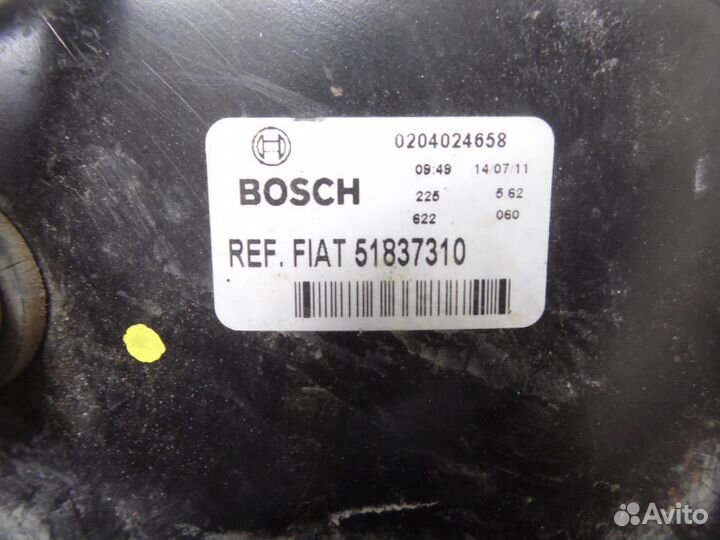 0204024658
BOSCH
09:49 14/07/11
225 5.62
622 060
REF. FIAT 51837310
Avito